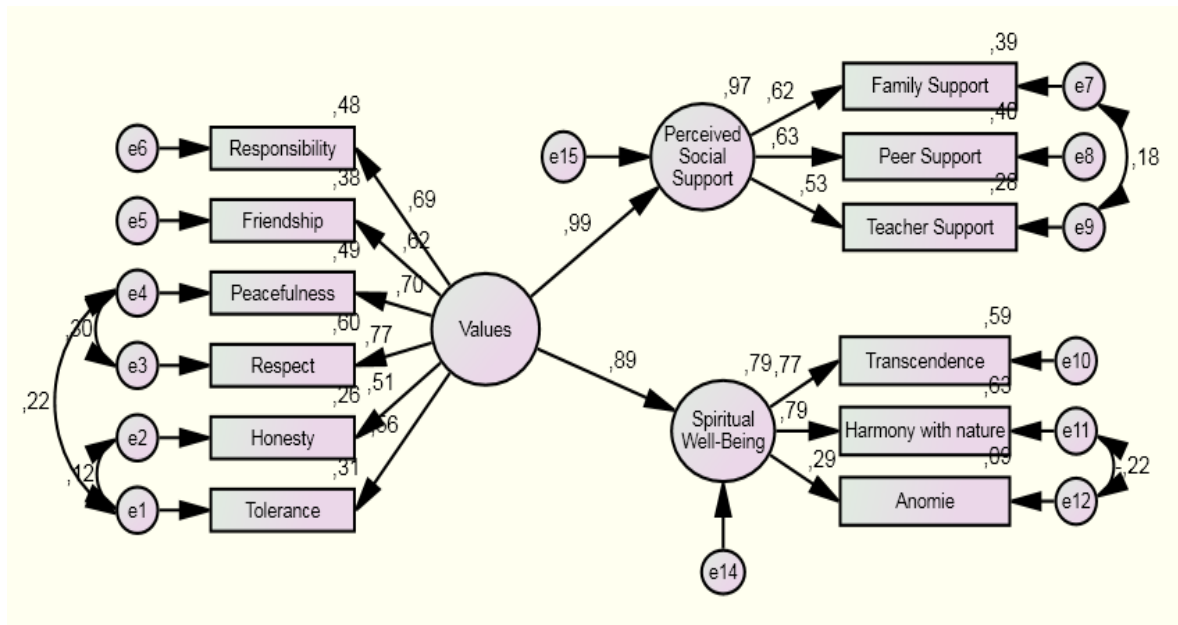 ,39
,97 ,62 Family Support e7
,48 ,40
e6 Responsibility Perceived
Social
Support ,63 Peer Support e8 ,18
e15
,38 ,28
,69 ,53 Teacher Support e9
e5 Friendship ,99
,62
,49
e4 Peacefulness ,70
,30 ,60 Values ,59
,77
e3 Respect ,89 ,79 ,77 Transcendence e10
,22 ,26 ,51 ,63
,56 Spiritual
Well-Being ,79 Harmony with nature e11
e2 Honesty
,12 ,31 ,29 ,09 -,22
e1 Tolerance Anomie e12
e14